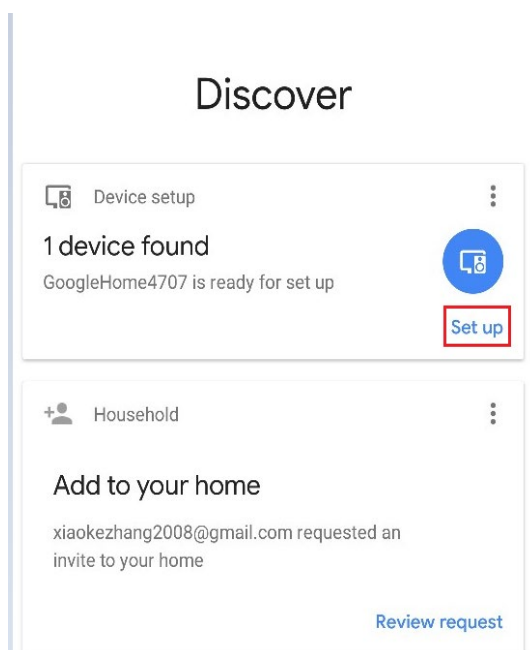 Discover
Device setup
1 device found
GoogleHome4707 is ready for set up
Set up
Household
Add to your home
xiaokezhang2008@gmail.com requested an
invite to your home
Review request